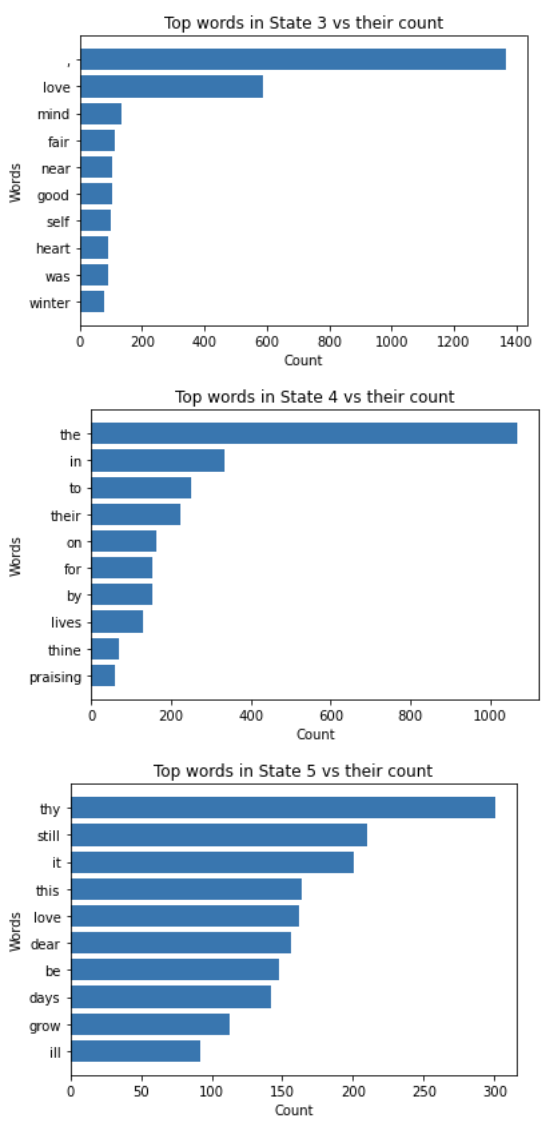 Top words in State 3 vs their count
,
love
mind
fair
near
good
self
heart
was
winter
Words
0 200 400 600 800 1000 1200 1400
Count
Top words in State 4 vs their count
the
in
to
their
on
for
by
lives
thine
praising
Words
0 200 400 600 800 1000
Count
Top words in State 5 vs their count
thy
still
it
this
love
dear
be
days
grow
ill
Words
0 50 100 150 200 250 300
Count